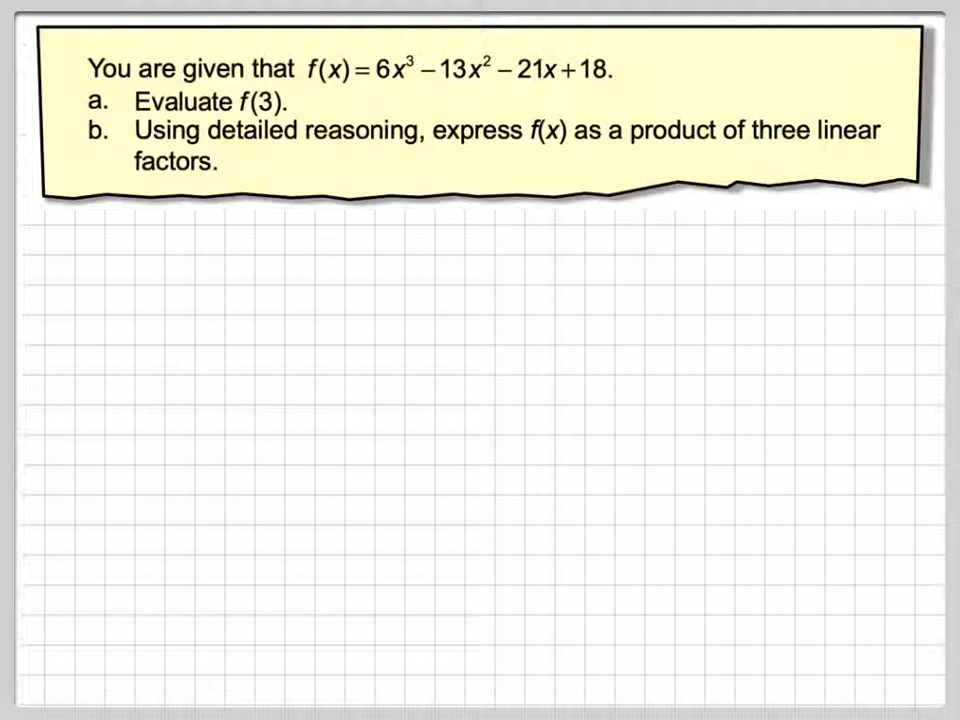 You are given that f(x) = 6x³ – 13x² – 21x + 18.
a. Evaluate f(3).
b. Using detailed reasoning, express f(x) as a product of three linear
factors.